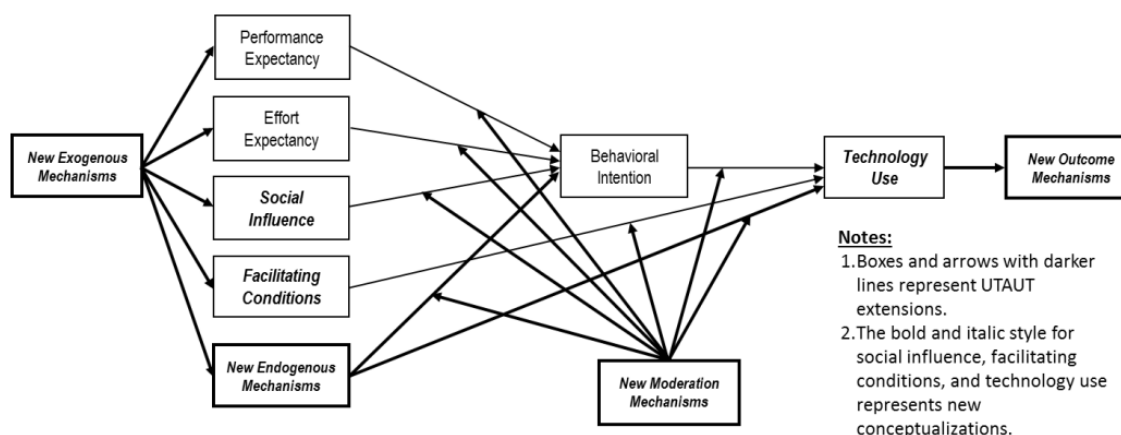 Performance
Expectancy
Effort
Expectancy
New Exogenous
Mechanisms
Social
Influence
Facilitating
Conditions
New Endogenous
Mechanisms
Behavioral
Intention
New Moderation
Mechanisms
Technology
Use
New Outcome
Mechanisms
Notes:
1.Boxes and arrows with darker
lines represent UTAUT
extensions.
2.The bold and italic style for
social influence, facilitating
conditions, and technology use
represents new
conceptualizations.